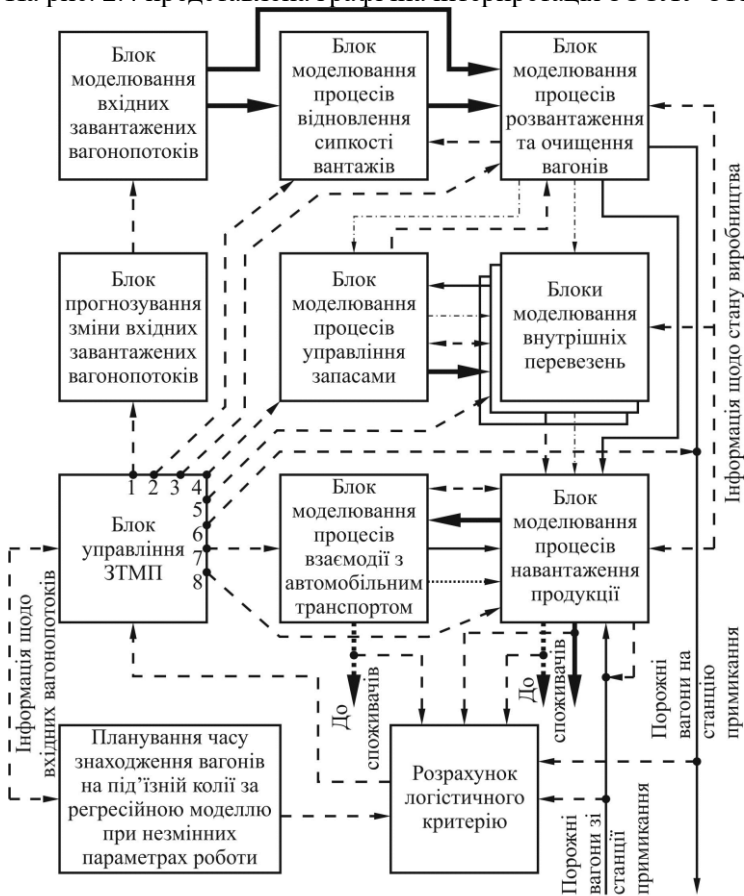 Блок
моделювання
вхідних
завантажених
вагонопотоків
Блок
моделювання
процесів
відновлення
сипкості
вантажів
Блок
моделювання
процесів
розвантаження
та очищення
вагонів
Блок
прогнозування
зміни вхідних
завантажених
вагонопотоків
Блок
моделювання
процесів
управління
запасами
Блоки
моделювання
внутрішніх
перевезень
Інформація щодо стану виробництва
1 2 3 4
5
6
7
8
Блок
управління
ЗТМП
Блок
моделювання
процесів
взаємодії з
автомобільним
транспортом
Блок
моделювання
процесів
навантаження
продукції
Інформація щодо
вхідних вагонопотоків
До
споживачів
До
споживачів
Порожні
вагони на
станцію
примикання
Планування часу
знаходження вагонів
на під’їзній колії за
регресійною моделлю
при незмінних
параметрах роботи
Розрахунок
логістичного
критерію
Порожні
вагони зі
станції
примикання